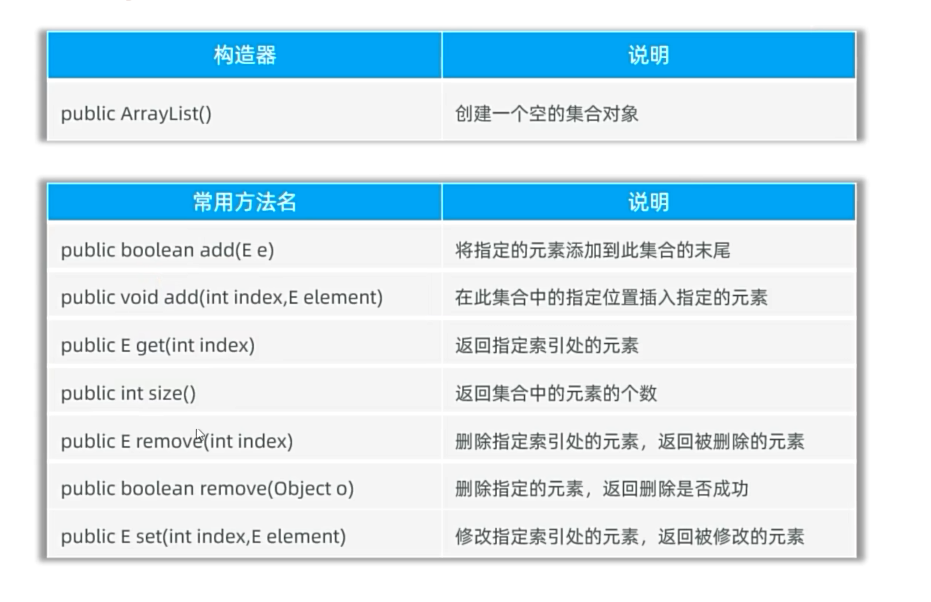 构造器 说明
public ArrayList() 创建一个空的集合对象
常用方法名 说明
public boolean add(E e) 将指定的元素添加到此集合的末尾
public void add(int index,E element) 在此集合中的指定位置插入指定的元素
public E get(int index) 返回指定索引处的元素
public int size() 返回集合中的元素的个数
public E remove(int index) 删除指定索引处的元素，返回被删除的元素
public boolean remove(Object o) 删除指定的元素，返回删除是否成功
public E set(int index,E element) 修改指定索引处的元素，返回被修改的元素